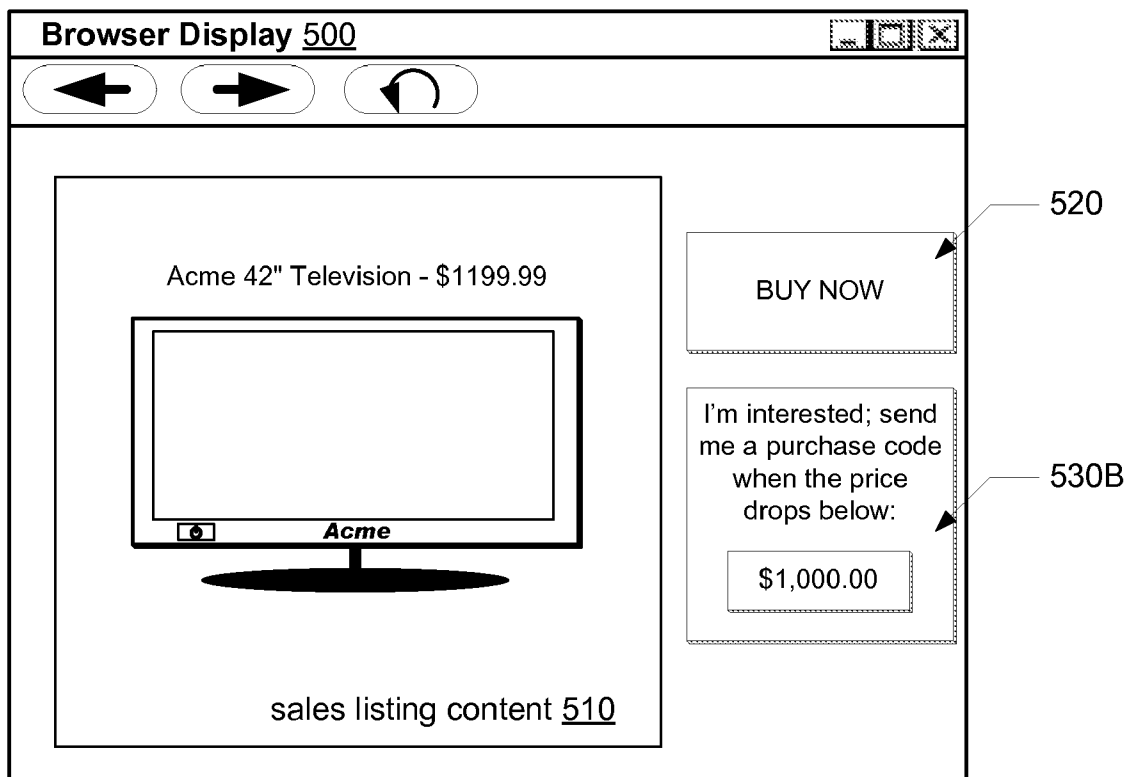 Browser Display 500
520
Acme 42" Television - $1199.99
BUY NOW
I'm interested; send
me a purchase code
when the price
drops below:
530B
$1,000.00
Acme
sales listing content 510